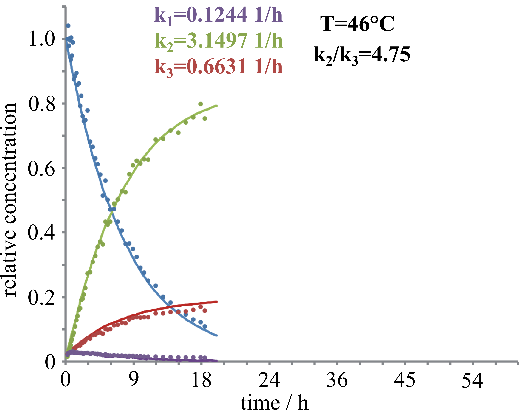 k₁=0.1244 1/h
k₂=3.1497 1/h
k₃=0.6631 1/h
T=46°C
k₂/k₃=4.75
relative concentration
1.0
0.8
0.6
0.4
0.2
0
0 9 18 24 36 45 54
time / h